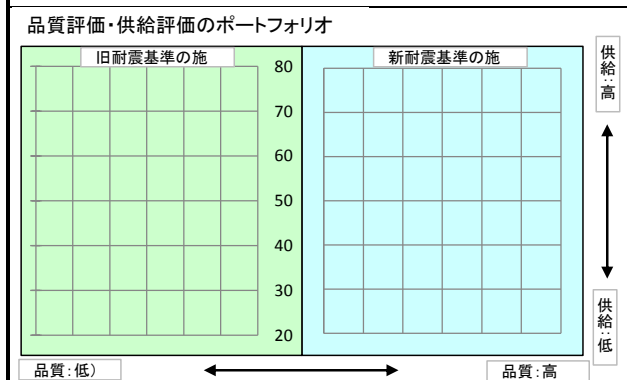 品質評価・供給評価のポートフォリオ
旧耐震基準の施
新耐震基準の施
80
70
60
50
40
30
20
供給：高
供給：低
品質：低）
品質：高